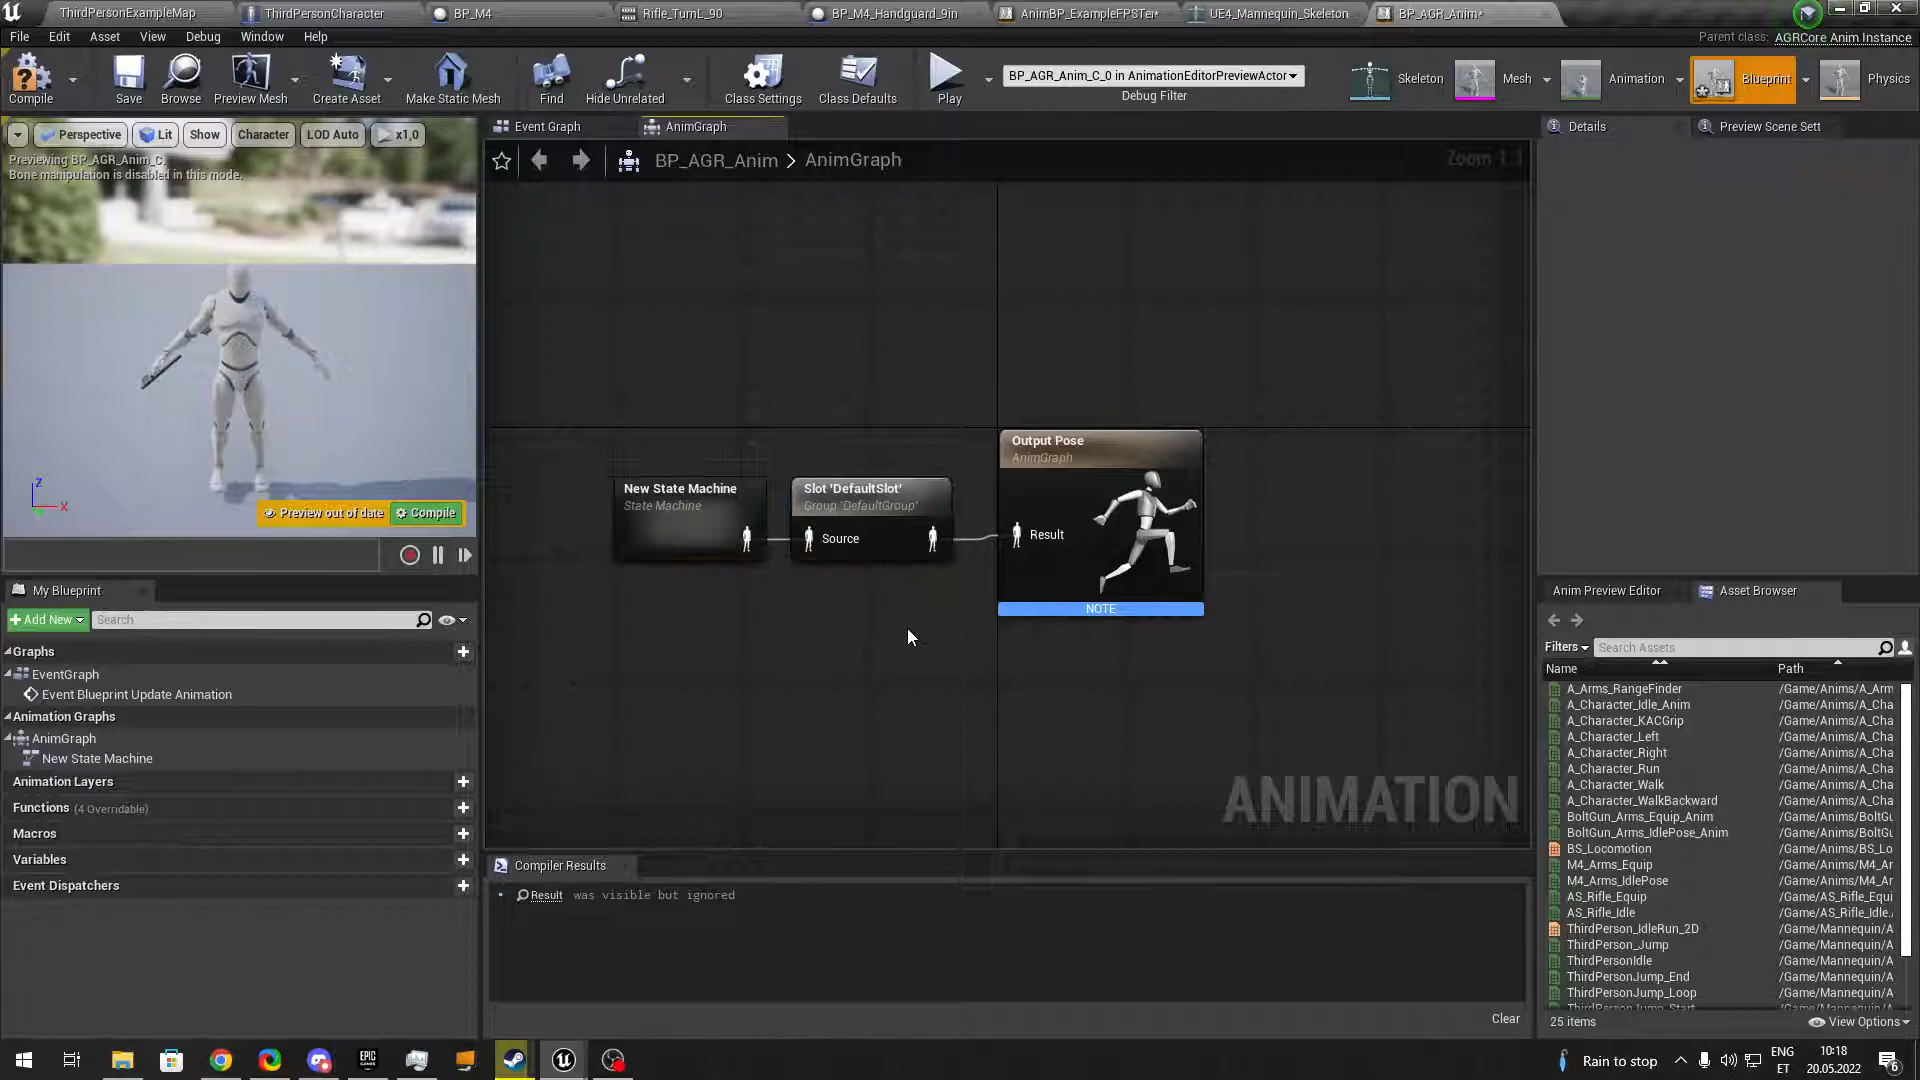 ThirdPersonExampleMap
ThirdPersonCharacter
BP_M4
Rifle_TurnL_90
BP_M4_Handguard_9in
AnimBP_ExampleFPSTer*
UE4_Mannequin_Skeleton
BP_AGR_Anim*
File Edit Asset View Debug Window Help
Parent class: AGRCore Anim Instance
Compile
Save
Browse
Preview Mesh
Create Asset
Make Static Mesh
Find
Hide Unrelated
Class Settings
Class Defaults
Play
BP_AGR_Anim_C_0 in AnimationEditorPreviewActor
Debug Filter
Skeleton
Mesh
Animation
Blueprint
Physics
Perspective Lit Show Character LOD Auto x1,0
Previewing BP_AGR_Anim_C.
Bone manipulation is disabled in this mode.
Z
X
Preview out of date
Compile
Event Graph
AnimGraph
BP_AGR_Anim > AnimGraph
Zoom 1:1
New State Machine
State Machine
Slot 'DefaultSlot'
Group 'DefaultGroup'
Source
Output Pose
AnimGraph
Result
NOTE
ANIMATION
My Blueprint
+ Add New
Search
Graphs
EventGraph
Event Blueprint Update Animation
Animation Graphs
AnimGraph
New State Machine
Animation Layers
Functions (4 Overridable)
Macros
Variables
Event Dispatchers
Compiler Results
Result was visible but ignored
Clear
Details
Preview Scene Sett
Anim Preview Editor
Asset Browser
Filters
Search Assets
Name Path
A_Arms_RangeFinder /Game/Anims/A_Arm
A_Character_Idle_Anim /Game/Anims/A_Cha
A_Character_KACGrip /Game/Anims/A_Cha
A_Character_Left /Game/Anims/A_Cha
A_Character_Right /Game/Anims/A_Cha
A_Character_Run /Game/Anims/A_Cha
A_Character_Walk /Game/Anims/A_Cha
A_Character_WalkBackward /Game/Anims/A_Cha
BoltGun_Arms_Equip_Anim /Game/Anims/BoltGu
BoltGun_Arms_IdlePose_Anim /Game/Anims/BoltGu
BS_Locomotion /Game/Anims/BS_Lo
M4_Arms_Equip /Game/Anims/M4_Ar
M4_Arms_IdlePose /Game/Anims/M4_Ar
AS_Rifle_Equip /Game/AS_Rifle_Equi
AS_Rifle_Idle /Game/AS_Rifle_Idle.
ThirdPerson_IdleRun_2D /Game/Mannequin/A
ThirdPerson_Jump /Game/Mannequin/A
ThirdPersonIdle /Game/Mannequin/A
ThirdPersonJump_End /Game/Mannequin/A
ThirdPersonJump_Loop /Game/Mannequin/A
ThirdPersonJump_Start /Game/Mannequin/A
25 items
View Options
EPIC GAMES
Rain to stop
ENG
ET
10:18
20.05.2022
6